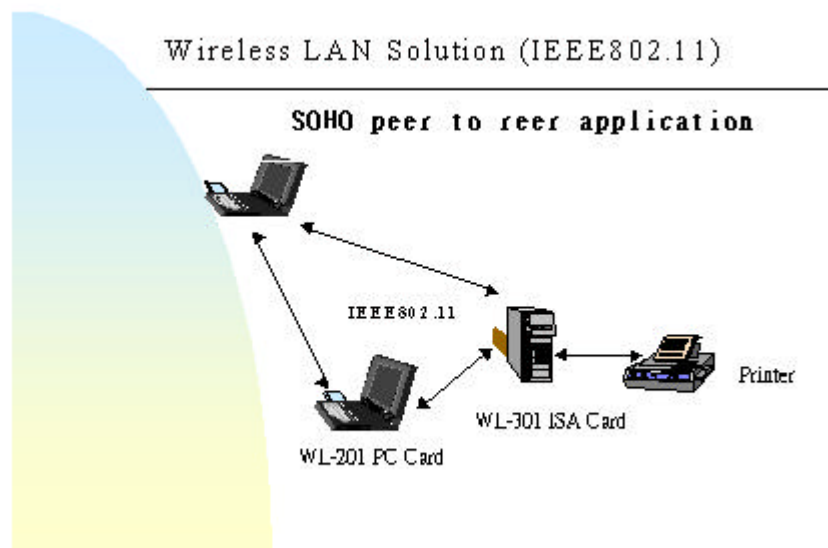 Wireless LAN Solution (IEEE802.11)
SOHO peer to reer application
IEEE802.11
WL-301 ISA Card
Printer
WL-201 PC Card